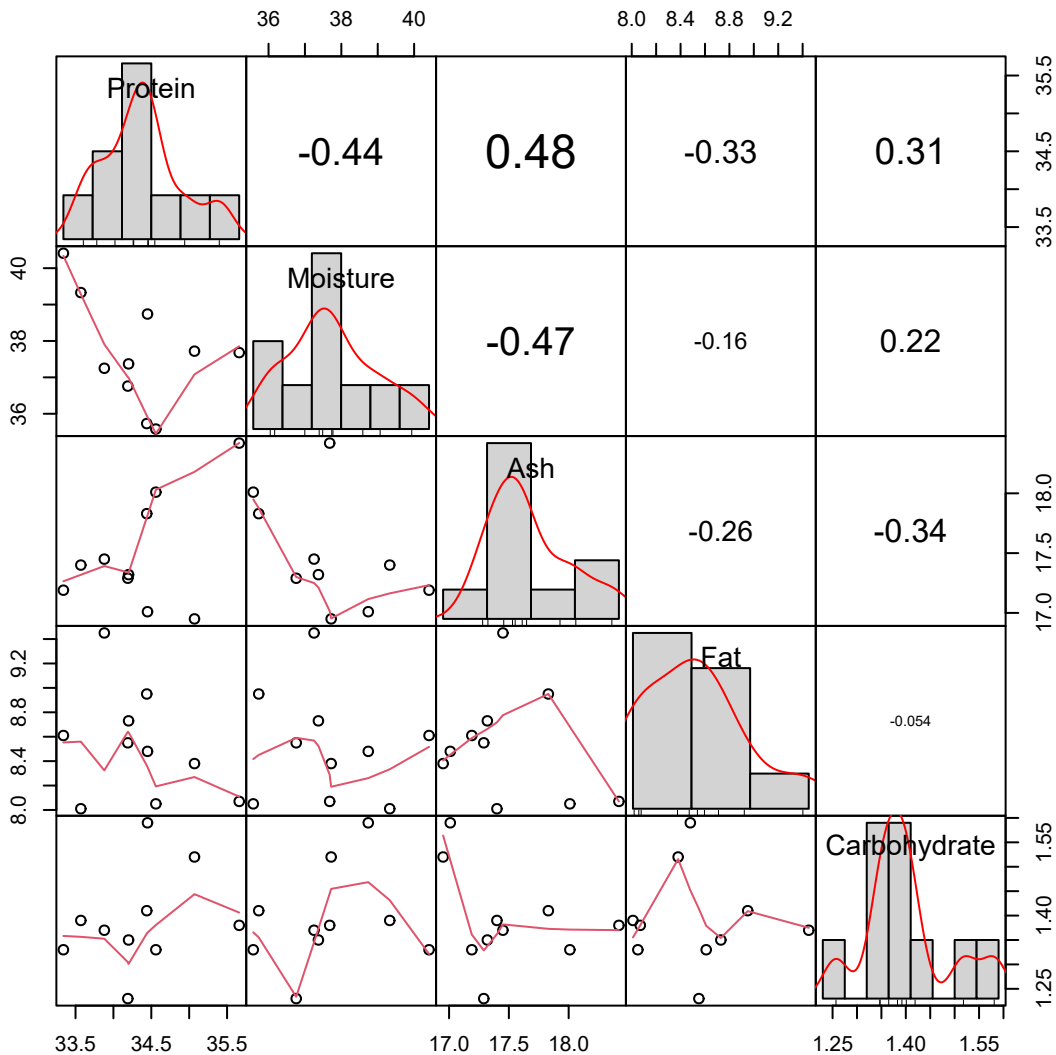 36 38 40 8.0 8.4 8.8 9.2
Protein -0.44 0.48 -0.33 0.31 33.5 34.5 35.5
36 38 40 Moisture -0.47 -0.16 0.22
Ash -0.26 -0.34 17.0 17.5 18.0
8.0 8.4 8.8 9.2 Fat -0.054
Carbohydrate 1.25 1.40 1.55
33.5 34.5 35.5 17.0 17.5 18.0 1.25 1.40 1.55